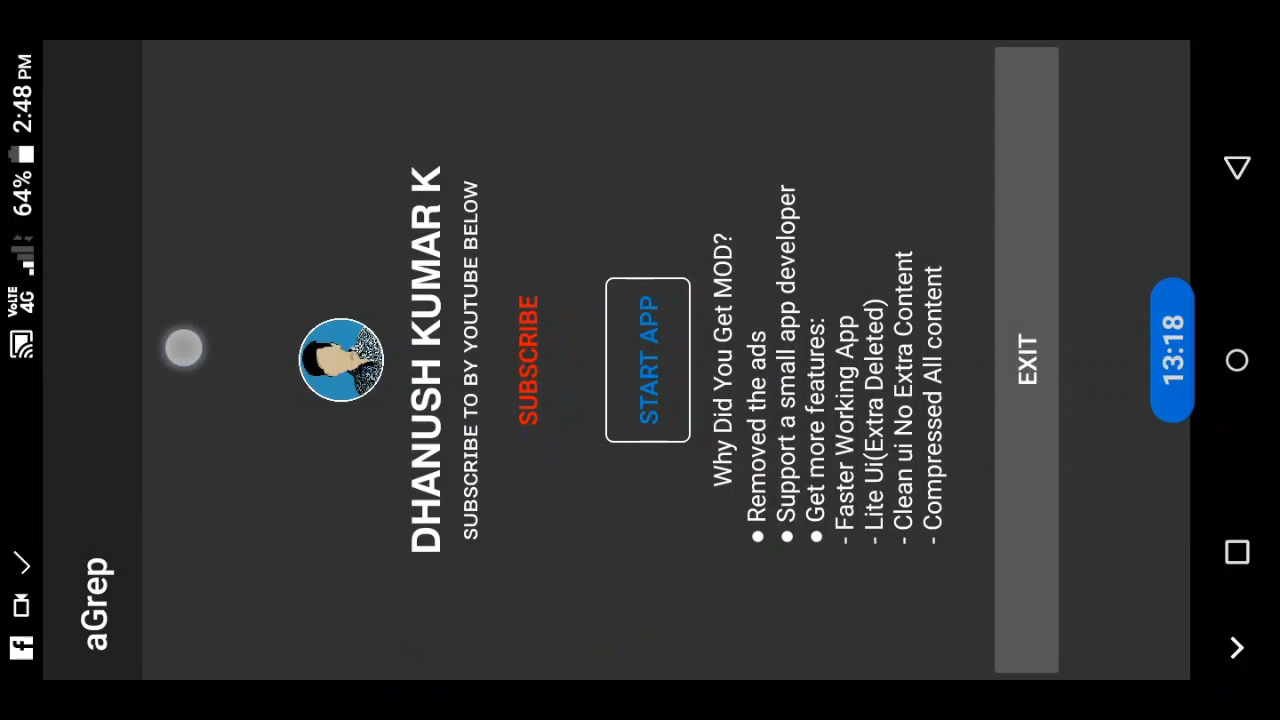 VoLTE 4G 64% 2:48 PM
aGrep
DHANUSH KUMAR K
SUBSCRIBE TO BY YOUTUBE BELOW
SUBSCRIBE
START APP
Why Did You Get MOD?
● Removed the ads
● Support a small app developer
● Get more features:
- Faster Working App
- Lite Ui(Extra Deleted)
- Clean ui No Extra Content
- Compressed All content
EXIT
13:18